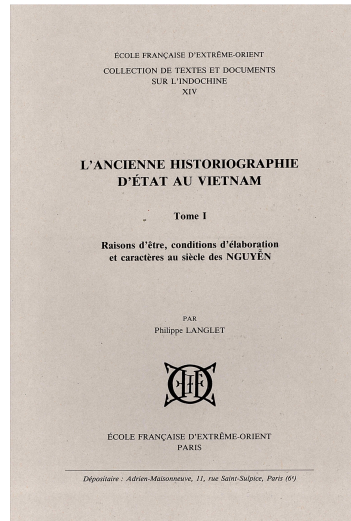 ÉCOLE FRANÇAISE D'EXTRÊME-ORIENT
COLLECTION DE TEXTES ET DOCUMENTS
SUR L'INDOCHINE
XIV
L'ANCIENNE HISTORIOGRAPHIE
D'ÉTAT AU VIETNAM
Tome I
Raisons d'être, conditions d'élaboration
et caractères au siècle des NGUYỄN
PAR
Philippe LANGLET
ÉCOLE FRANÇAISE D'EXTRÊME-ORIENT
PARIS
Dépositaire : Adrien-Maisonneuve, 11, rue Saint-Sulpice, Paris (6e)